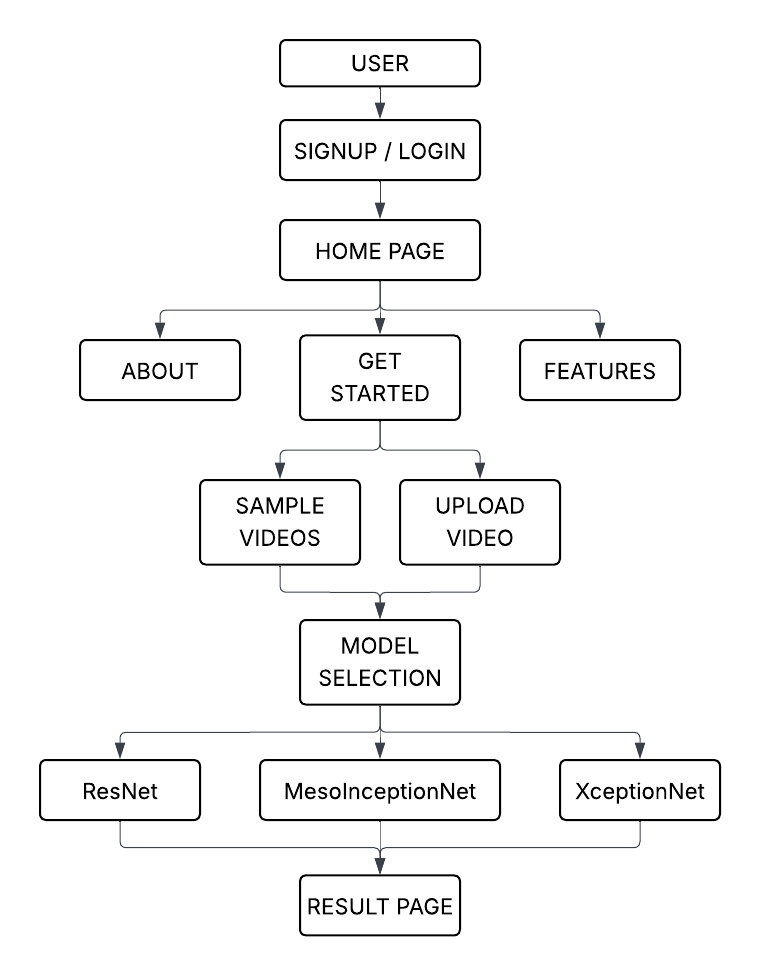 USER
SIGNUP / LOGIN
HOME PAGE
ABOUT
GET
STARTED
FEATURES
SAMPLE
VIDEOS
UPLOAD
VIDEO
MODEL
SELECTION
ResNet
MesoInceptionNet
XceptionNet
RESULT PAGE